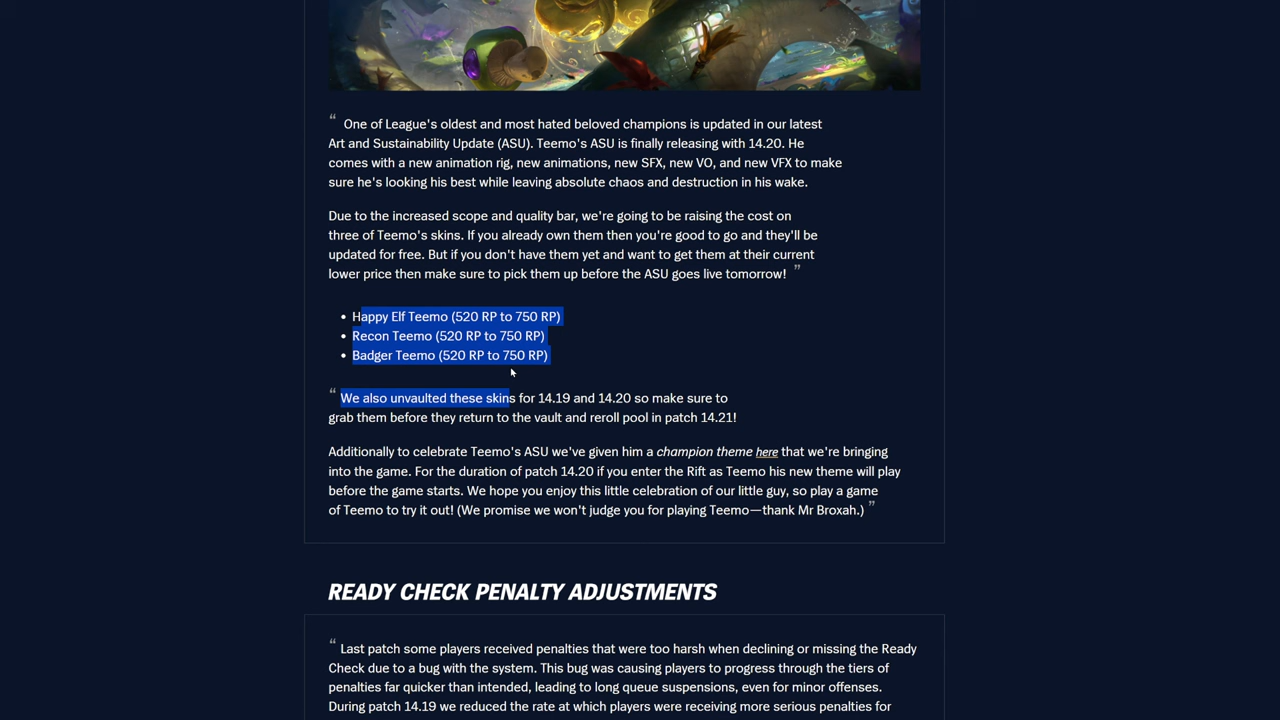 “ One of League's oldest and most hated beloved champions is updated in our latest
Art and Sustainability Update (ASU). Teemo's ASU is finally releasing with 14.20. He
comes with a new animation rig, new animations, new SFX, new VO, and new VFX to make
sure he's looking his best while leaving absolute chaos and destruction in his wake.
Due to the increased scope and quality bar, we're going to be raising the cost on
three of Teemo's skins. If you already own them then you're good to go and they'll be
updated for free. But if you don't have them yet and want to get them at their current
lower price then make sure to pick them up before the ASU goes live tomorrow! ”
• Happy Elf Teemo (520 RP to 750 RP)
• Recon Teemo (520 RP to 750 RP)
• Badger Teemo (520 RP to 750 RP)
“ We also unvaulted these skins for 14.19 and 14.20 so make sure to
grab them before they return to the vault and reroll pool in patch 14.21!
Additionally to celebrate Teemo's ASU we've given him a champion theme here that we're bringing
into the game. For the duration of patch 14.20 if you enter the Rift as Teemo his new theme will play
before the game starts. We hope you enjoy this little celebration of our little guy, so play a game
of Teemo to try it out! (We promise we won't judge you for playing Teemo—thank Mr Broxah.) ”
READY CHECK PENALTY ADJUSTMENTS
“ Last patch some players received penalties that were too harsh when declining or missing the Ready
Check due to a bug with the system. This bug was causing players to progress through the tiers of
penalties far quicker than intended, leading to long queue suspensions, even for minor offenses.
During patch 14.19 we reduced the rate at which players were receiving more serious penalties for